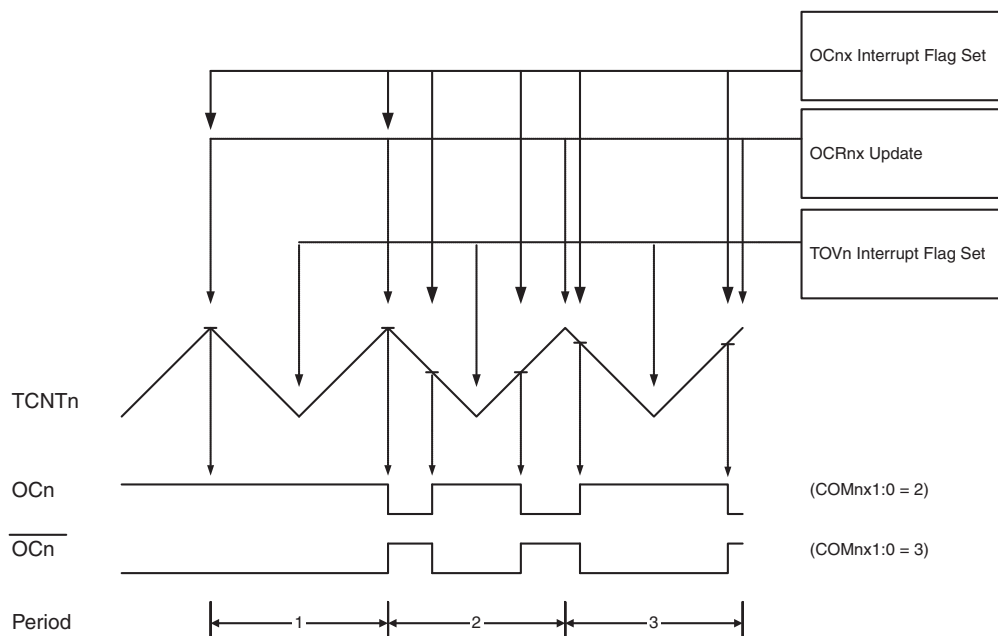 OCnx Interrupt Flag Set
OCRnx Update
TOVn Interrupt Flag Set
TCNTn
OCn (COMnx1:0 = 2)
OCn (COMnx1:0 = 3)
Period 1 2 3